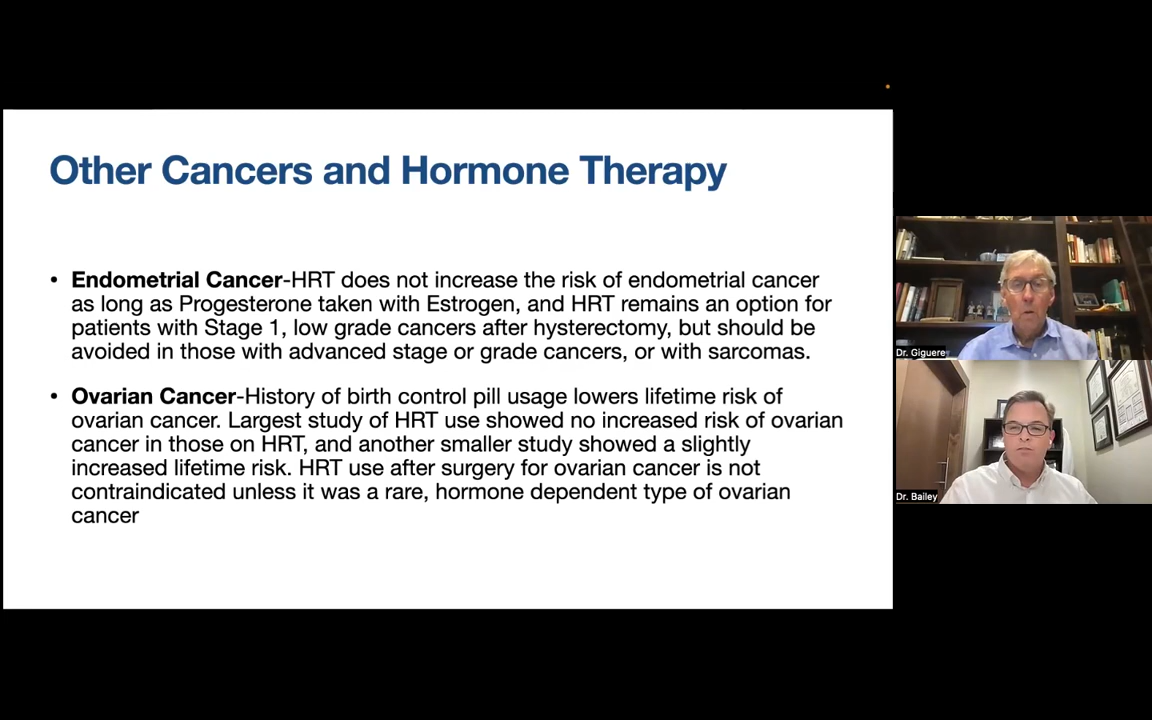 Other Cancers and Hormone Therapy
• Endometrial Cancer-HRT does not increase the risk of endometrial cancer
as long as Progesterone taken with Estrogen, and HRT remains an option for
patients with Stage 1, low grade cancers after hysterectomy, but should be
avoided in those with advanced stage or grade cancers, or with sarcomas.
• Ovarian Cancer-History of birth control pill usage lowers lifetime risk of
ovarian cancer. Largest study of HRT use showed no increased risk of ovarian
cancer in those on HRT, and another smaller study showed a slightly
increased lifetime risk. HRT use after surgery for ovarian cancer is not
contraindicated unless it was a rare, hormone dependent type of ovarian
cancer
Dr. Giguere
Dr. Bailey